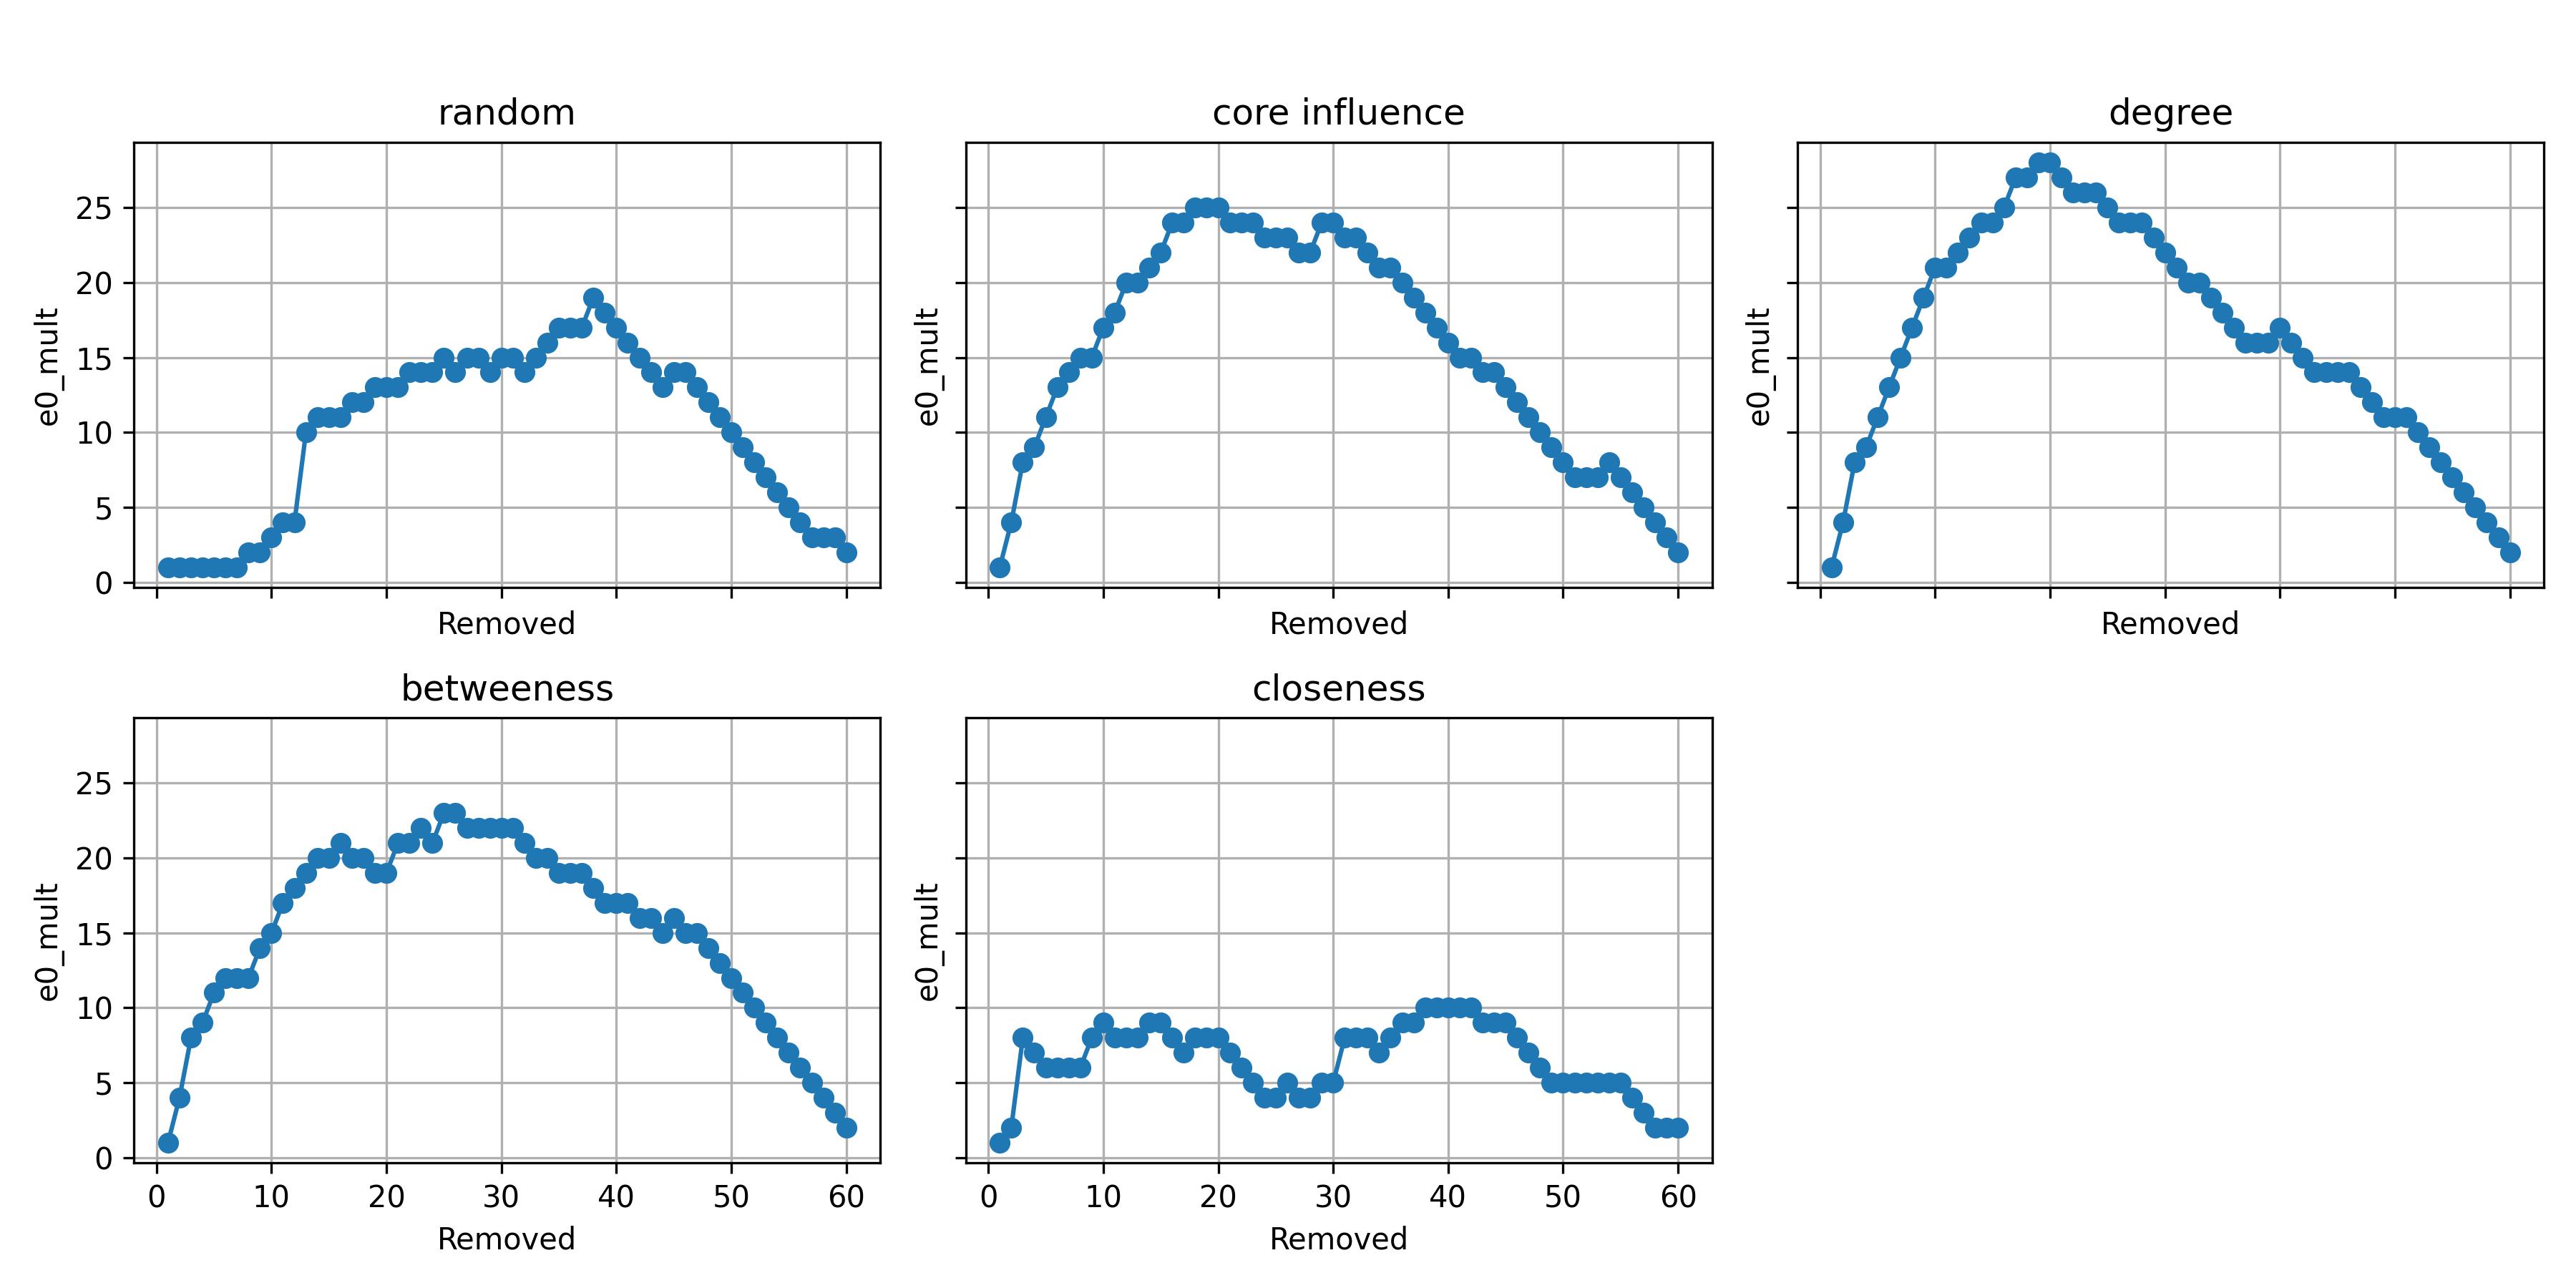 random
core influence
degree
25
20
15
10
5
0
e0_mult
e0_mult
e0_mult
Removed
Removed
Removed
betweeness
closeness
25
20
15
10
5
0
e0_mult
e0_mult
0 10 20 30 40 50 60
0 10 20 30 40 50 60
Removed
Removed